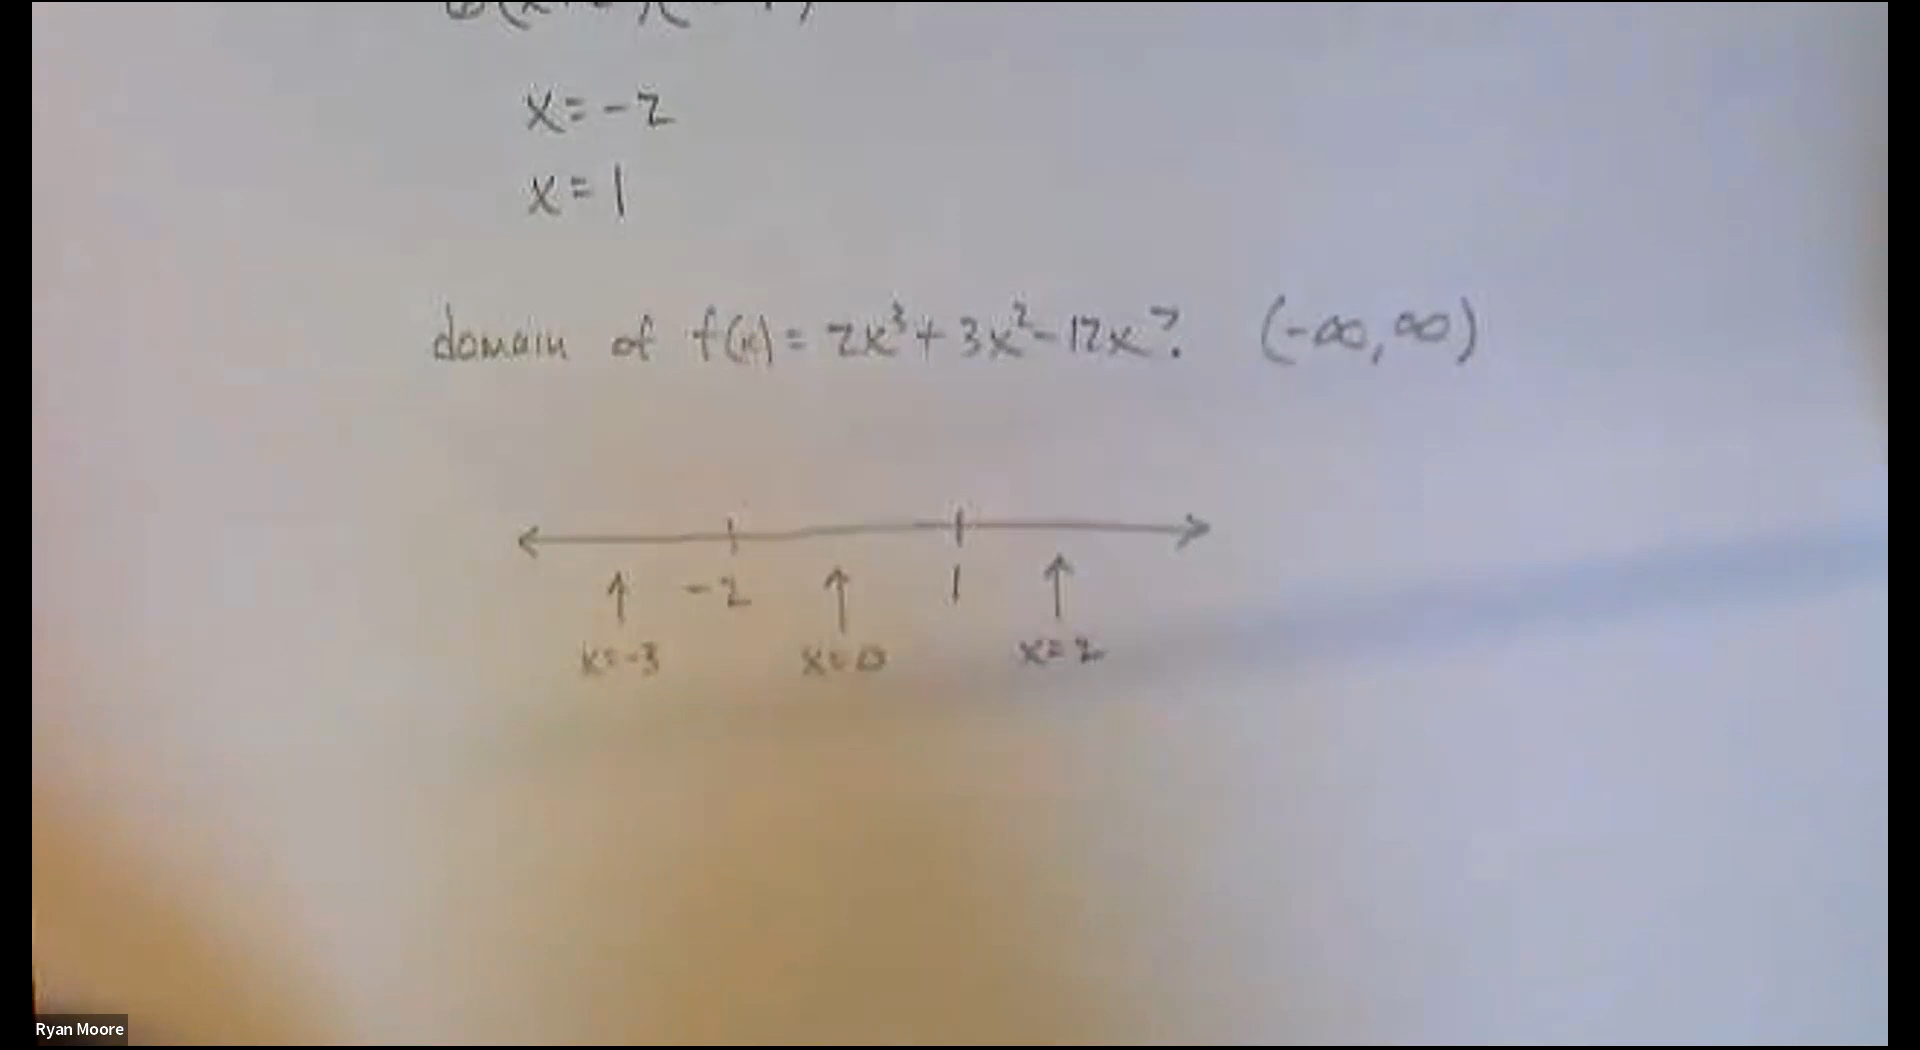 x=-2
x=1
domain of f(x)=2x³+3x²-12x? (-∞,∞)
-2 1
x=-3 x=0 x=2
Ryan Moore